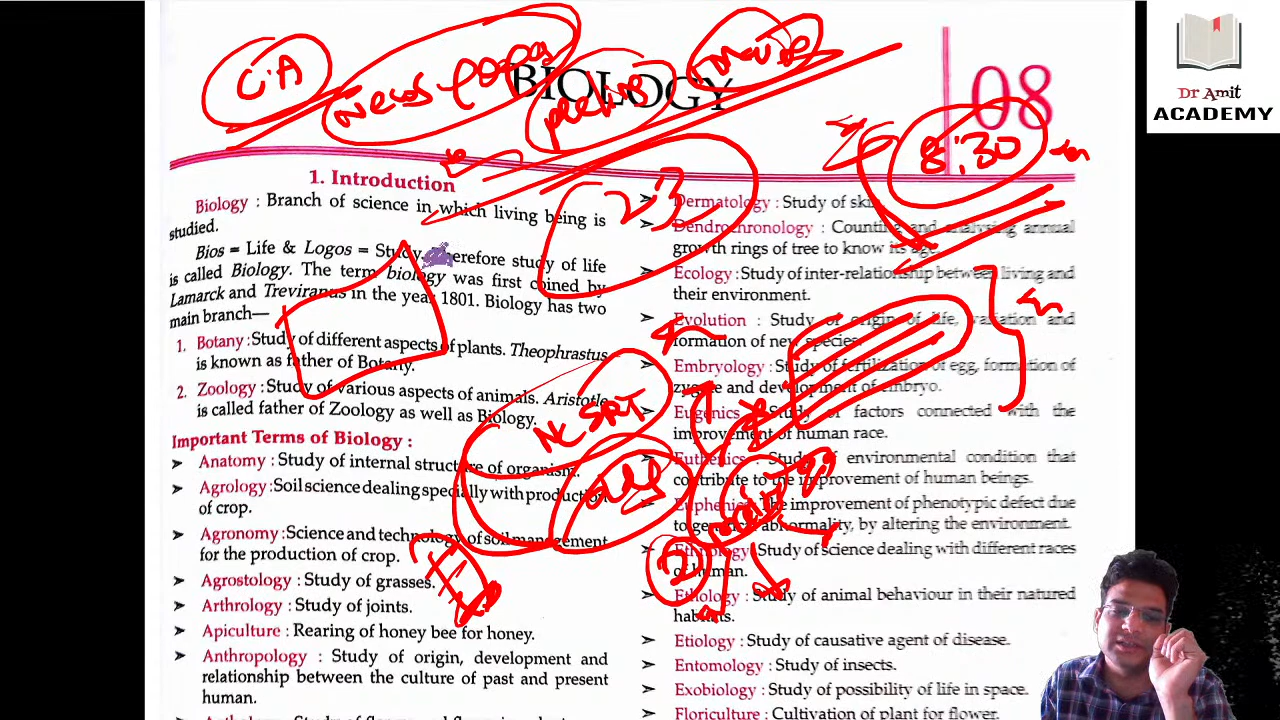 CA
News papers
BIOLOGY
08
8:30
Dr Amit
ACADEMY
23
1. Introduction
Biology : Branch of science in which living being is
studied.
Bios = Life & Logos = Study therefore study of life
is called Biology. The term biology was first coined by
Lamarck and Treviranus in the year 1801. Biology has two
main branch—
1. Botany : Study of different aspects of plants. Theophrastus
is known as father of Botany.
2. Zoology : Study of various aspects of animals. Aristotle
is called father of Zoology as well as Biology.
Important Terms of Biology :
➤ Anatomy : Study of internal structure of organism.
➤ Agrology : Soil science dealing specially with production
of crop.
➤ Agronomy : Science and technology of soil management
for the production of crop.
➤ Agrostology : Study of grasses.
➤ Arthrology : Study of joints.
➤ Apiculture : Rearing of honey bee for honey.
➤ Anthropology : Study of origin, development and
relationship between the culture of past and present
human.
➤ Dermatology : Study of skin.
➤ Dendrochronology : Counting and analysing annual
growth rings of tree to know its age.
➤ Ecology : Study of inter-relationship between living and
their environment.
➤ Evolution : Study of origin of life, variation and
formation of new species.
➤ Embryology : Study of fertilization of egg, formation of
zygote and development of embryo.
➤ Eugenics : Study of factors connected with the
improvement of human race.
➤ Euthenics : Study of environmental condition that
contribute to the improvement of human beings.
➤ Euphenics : The improvement of phenotypic defect due
to genetical abnormality, by altering the environment.
➤ Ethnology : Study of science dealing with different races
of human.
➤ Ethology : Study of animal behaviour in their natured
habitats.
➤ Etiology : Study of causative agent of disease.
➤ Entomology : Study of insects.
➤ Exobiology : Study of possibility of life in space.
➤ Floriculture : Cultivation of plant for flower.
2